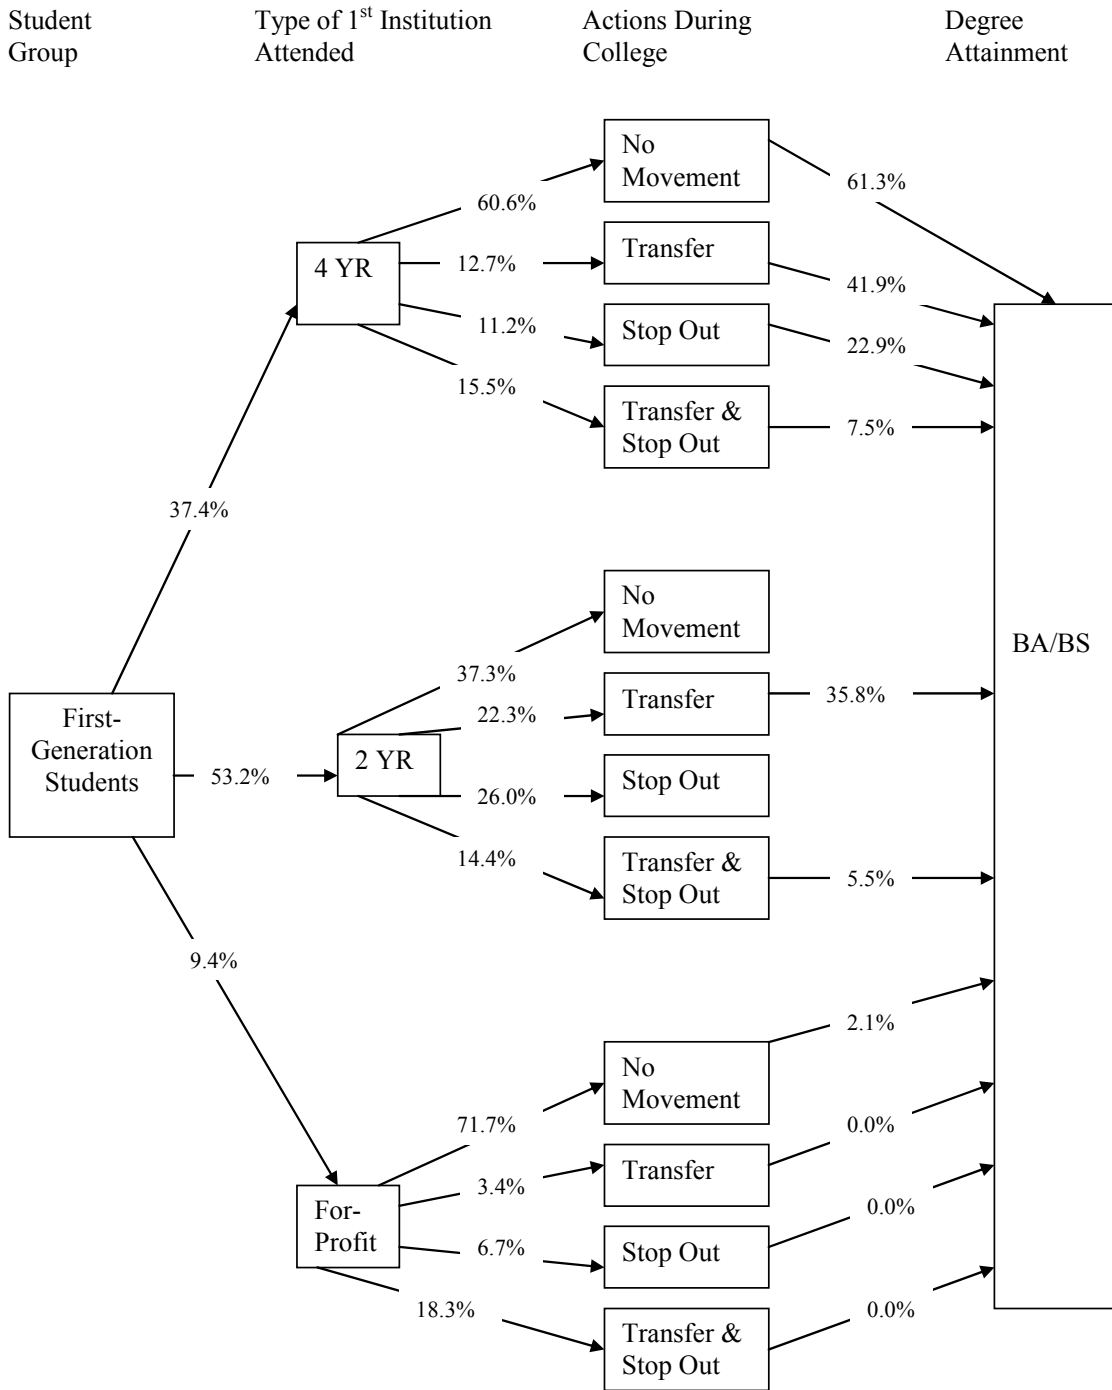 Student
Group
Type of 1st Institution
Attended
Actions During
College
Degree
Attainment
No
Movement
61.3%
60.6%
4 YR
12.7%
Transfer
41.9%
11.2%
Stop Out
22.9%
15.5%
Transfer &
Stop Out
7.5%
37.4%
No
Movement
BA/BS
37.3%
22.3%
Transfer
35.8%
First-
Generation
Students
53.2%
2 YR
26.0%
Stop Out
14.4%
Transfer &
Stop Out
5.5%
9.4%
2.1%
No
Movement
71.7%
0.0%
3.4%
Transfer
For-
Profit
6.7%
Stop Out
0.0%
18.3%
Transfer &
Stop Out
0.0%